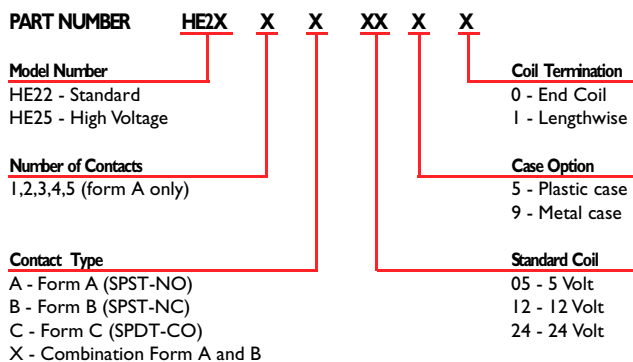 PART NUMBER HE2X X X XX X X
Model Number
HE22 - Standard
HE25 - High Voltage
Number of Contacts
1,2,3,4,5 (form A only)
Contact Type
A - Form A (SPST-NO)
B - Form B (SPST-NC)
C - Form C (SPDT-CO)
X - Combination Form A and B
Coil Termination
0 - End Coil
1 - Lengthwise
Case Option
5 - Plastic case
9 - Metal case
Standard Coil
05 - 5 Volt
12 - 12 Volt
24 - 24 Volt